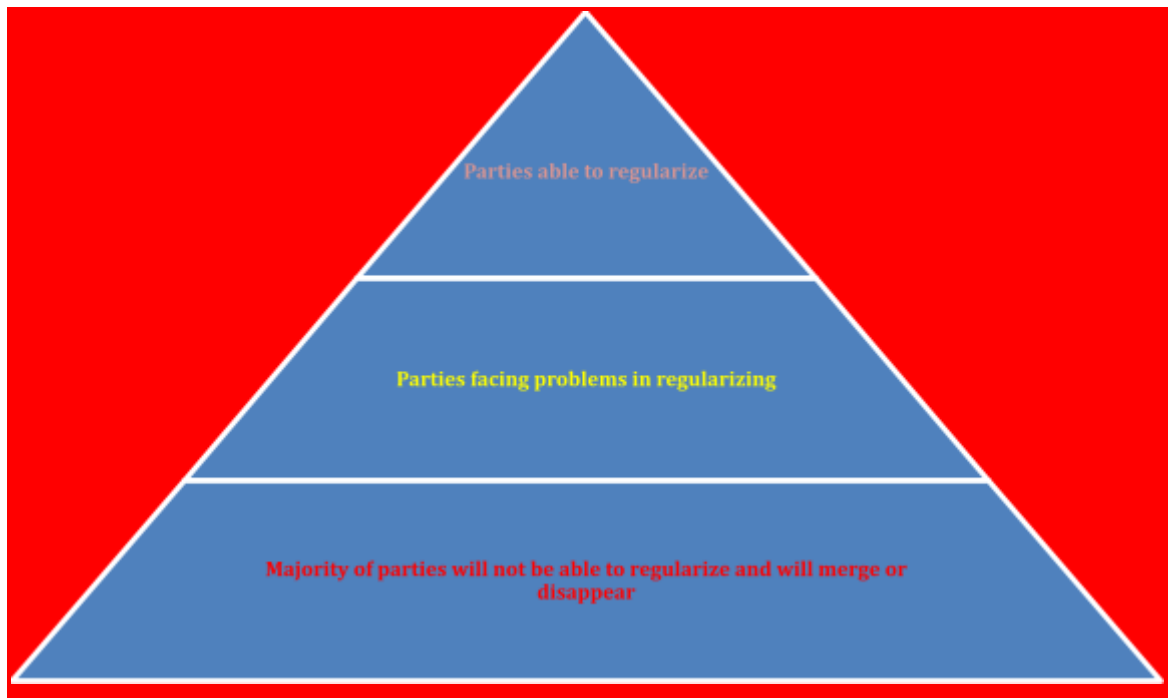 Parties able to regularize
Parties facing problems in regularizing
Majority of parties will not be able to regularize and will merge or
disappear